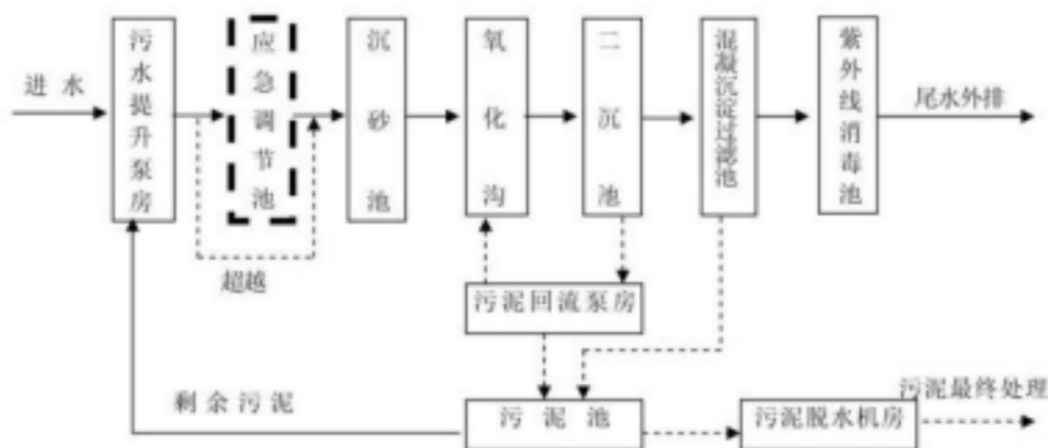 进水
污水提升泵房
应急调节池
沉砂池
氧化沟
二沉池
混凝沉淀过滤池
紫外线消毒池
尾水外排
超越
污泥回流泵房
剩余污泥
污泥池
污泥脱水机房
污泥最终处理